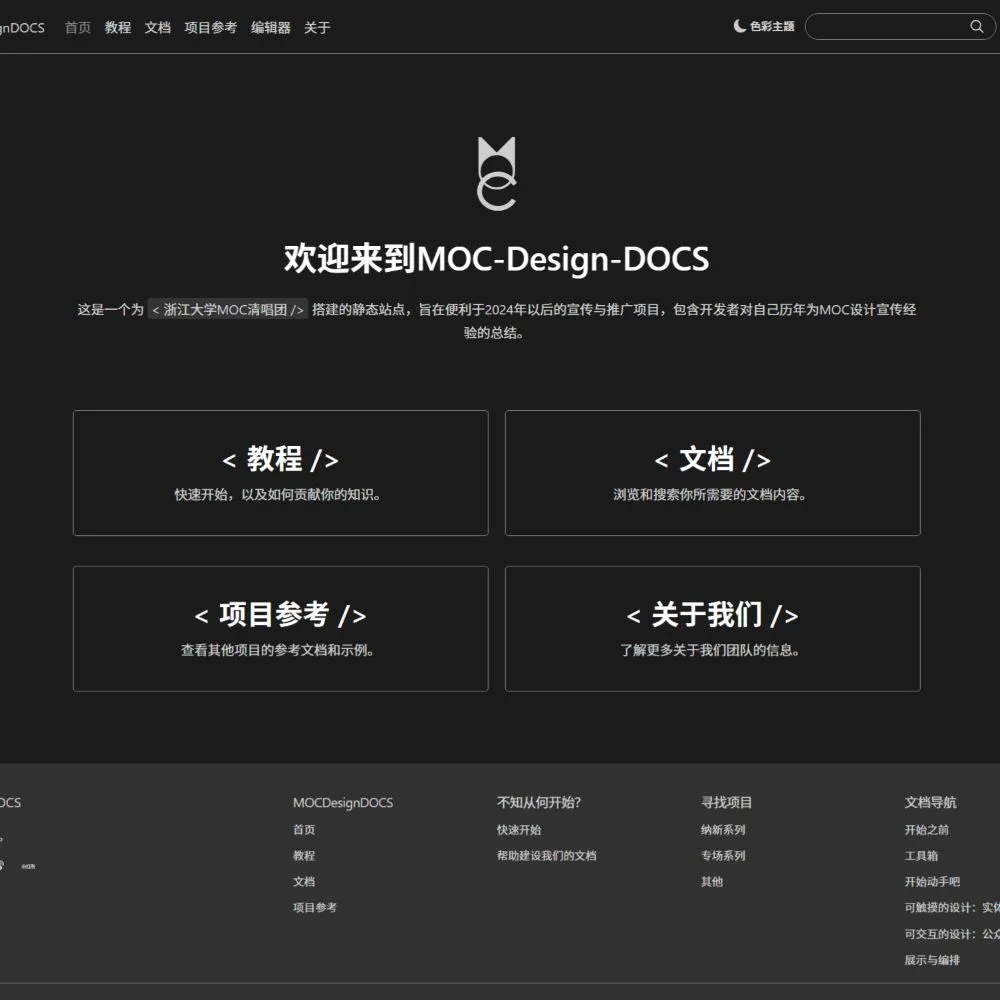 gnDOCS 首页 教程 文档 项目参考 编辑器 关于 色彩主题
欢迎来到MOC-Design-DOCS
这是一个为 < 浙江大学MOC清唱团 /> 搭建的静态站点，旨在便利于2024年以后的宣传与推广项目，包含开发者对自己历年为MOC设计宣传经
验的总结。
< 教程 />
快速开始，以及如何贡献你的知识。
< 文档 />
浏览和搜索你所需要的文档内容。
< 项目参考 />
查看其他项目的参考文档和示例。
< 关于我们 />
了解更多关于我们团队的信息。
OCS
MOCDesignDOCS
首页
教程
文档
项目参考
不知从何开始？
快速开始
帮助建设我们的文档
寻找项目
纳新系列
专场系列
其他
文档导航
开始之前
工具箱
开始动手吧
可触摸的设计：实体
可交互的设计：公众
展示与编排